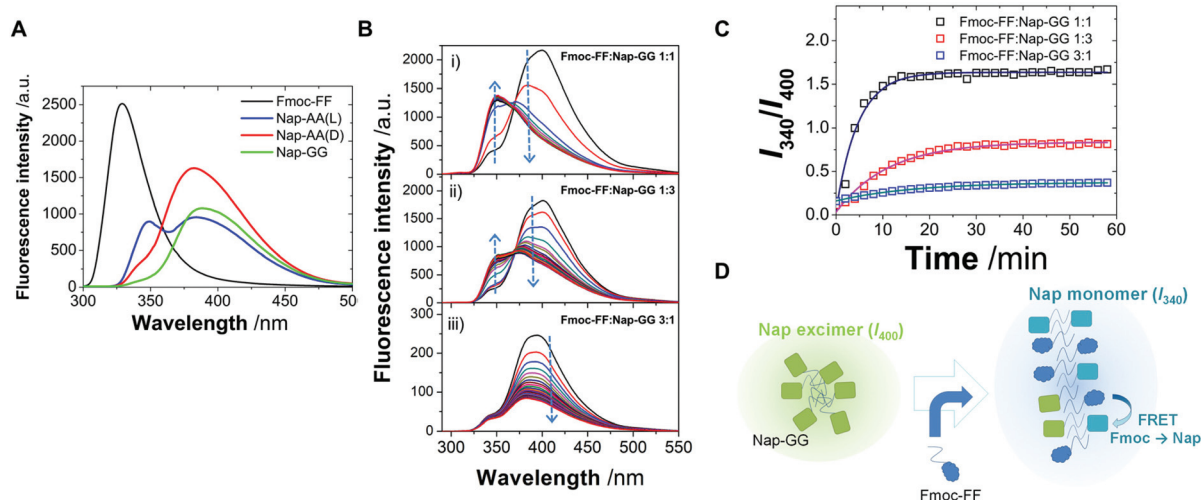 A
Fluorescence intensity /a.u.
2500
2000
1500
1000
500
0
Fmoc-FF
Nap-AA(L)
Nap-AA(D)
Nap-GG
300
350
400
450
50
Wavelength /nm
B
Fluorescence intensity /a.u.
i)
Fmoc-FF:Nap-GG 1:1
2000
1500
1000
500
0
ii)
Fmoc-FF:Nap-GG 1:3
2000
1500
1000
500
0
iii)
Fmoc-FF:Nap-GG 3:1
300
200
100
0
300
350
400
450
500
550
Wavelength /nm
C
I340/I400
2.0
1.5
1.0
0.5
0.0
Fmoc-FF:Nap-GG 1:1
Fmoc-FF:Nap-GG 1:3
Fmoc-FF:Nap-GG 3:1
0
10
20
30
40
50
60
Time /min
D
Nap monomer (I340)
Nap excimer (I400)
Nap-GG
Fmoc-FF
FRET
Fmoc → Nap